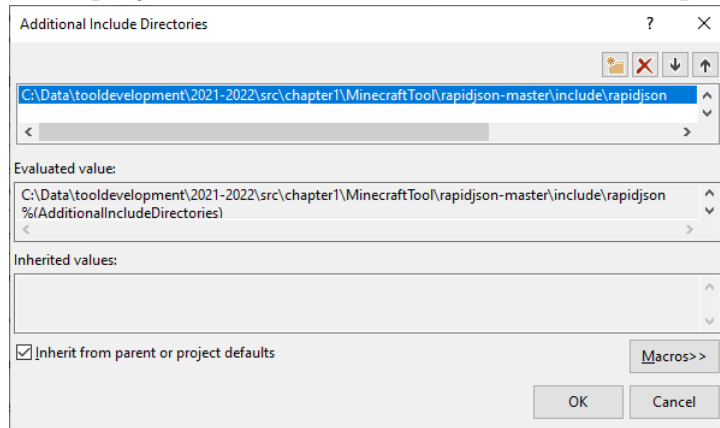 Additional Include Directories
C:\Data\tooldevelopment\2021-2022\src\chapter1\MinecraftTool\rapidjson-master\include\rapidjson
Evaluated value:
C:\Data\tooldevelopment\2021-2022\src\chapter1\MinecraftTool\rapidjson-master\include\rapidjson
%(AdditionalIncludeDirectories)
Inherited values:
Inherit from parent or project defaults
Macros>>
OK
Cancel